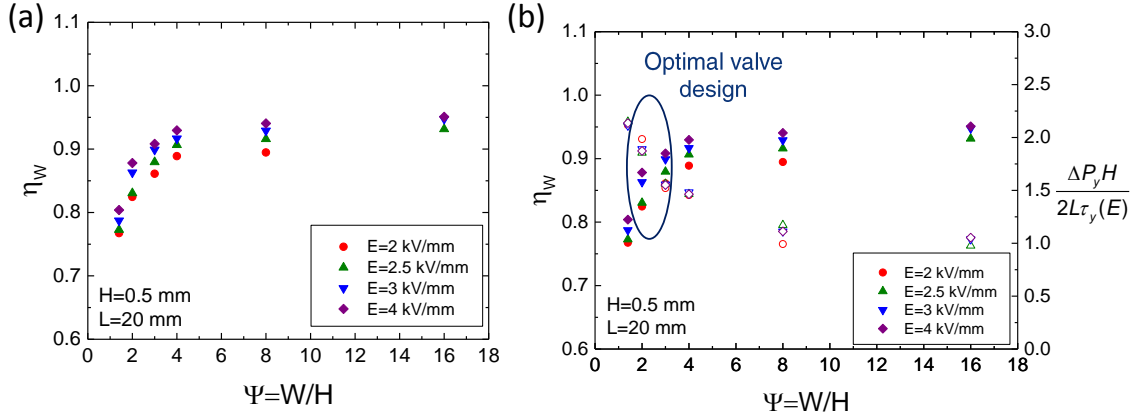 (a)
1.1
1.0
0.9
0.8
0.7
0.6
η_W
0 2 4 6 8 10 12 14 16 18
Ψ=W/H
H=0.5 mm
L=20 mm
E=2 kV/mm
E=2.5 kV/mm
E=3 kV/mm
E=4 kV/mm
(b)
1.1
1.0
0.9
0.8
0.7
0.6
η_W
Optimal valve
design
0 2 4 6 8 10 12 14 16 18
Ψ=W/H
H=0.5 mm
L=20 mm
E=2 kV/mm
E=2.5 kV/mm
E=3 kV/mm
E=4 kV/mm
3.0
2.5
2.0
1.5
1.0
0.5
0.0
ΔP_yH
2Lτ_y(E)